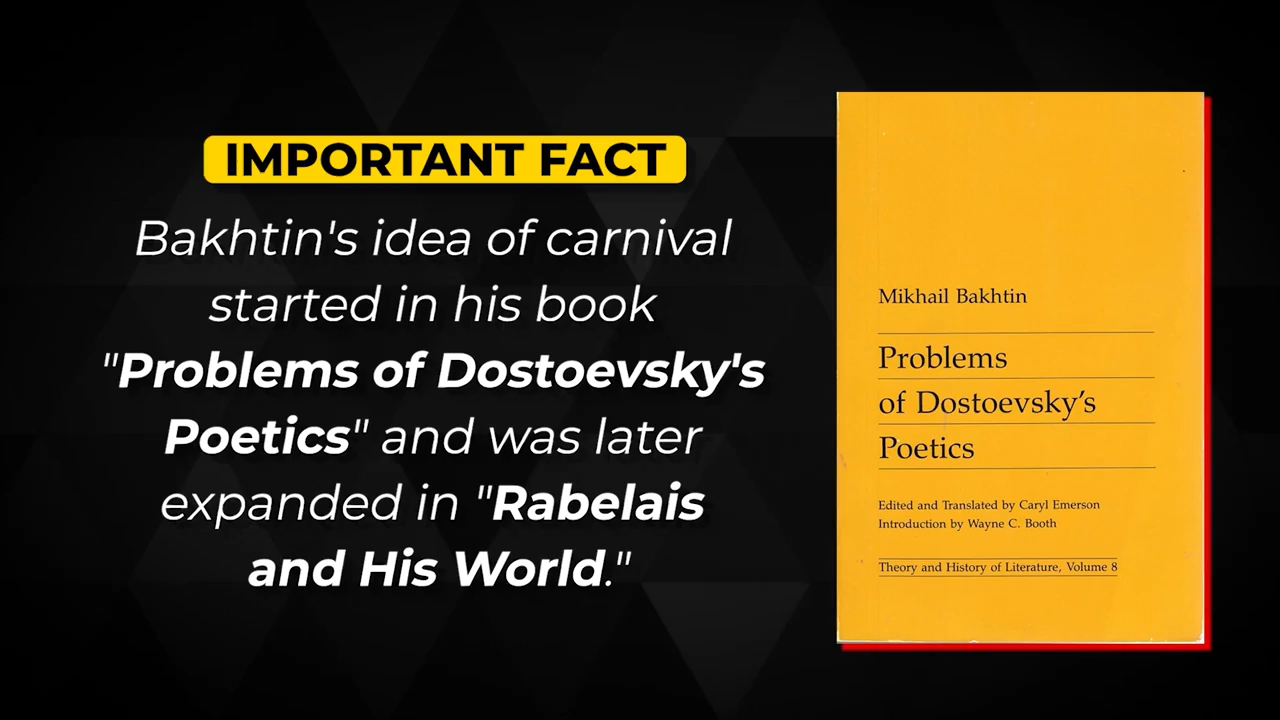 IMPORTANT FACT
Bakhtin's idea of carnival
started in his book
"Problems of Dostoevsky's
Poetics" and was later
expanded in "Rabelais
and His World."
Mikhail Bakhtin
Problems
of Dostoevsky’s
Poetics
Edited and Translated by Caryl Emerson
Introduction by Wayne C. Booth
Theory and History of Literature, Volume 8